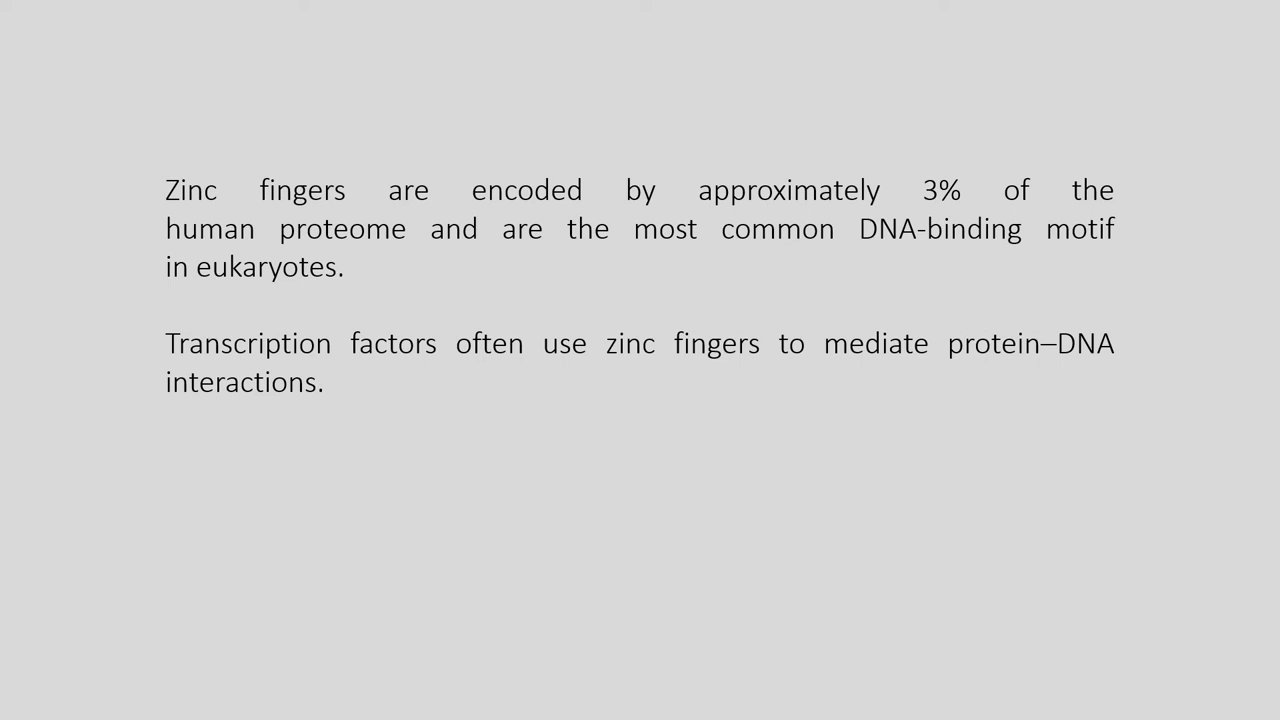 Zinc fingers are encoded by approximately 3% of the
human proteome and are the most common DNA-binding motif
in eukaryotes.
Transcription factors often use zinc fingers to mediate protein–DNA
interactions.